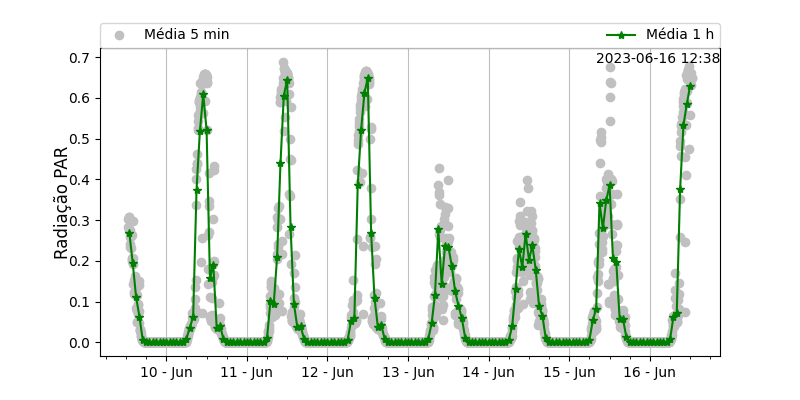 Média 5 min
Média 1 h
2023-06-16 12:38
Radiação PAR
0.7
0.6
0.5
0.4
0.3
0.2
0.1
0.0
10 - Jun
11 - Jun
12 - Jun
13 - Jun
14 - Jun
15 - Jun
16 - Jun